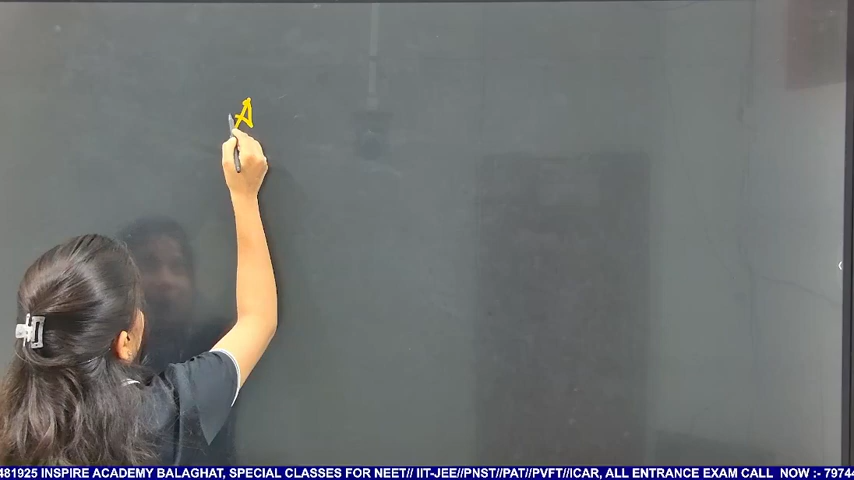 A
481925 INSPIRE ACADEMY BALAGHAT, SPECIAL CLASSES FOR NEET// IIT-JEE//PNST//PAT//PVFT//ICAR, ALL ENTRANCE EXAM CALL NOW :- 79744